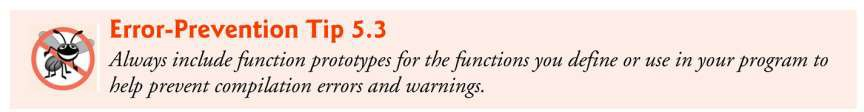 Error-Prevention Tip 5.3
Always include function prototypes for the functions you define or use in your program to
help prevent compilation errors and warnings.